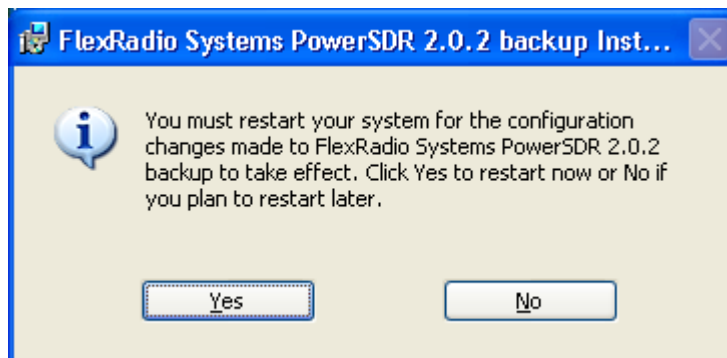 FlexRadio Systems PowerSDR 2.0.2 backup Inst...
You must restart your system for the configuration
changes made to FlexRadio Systems PowerSDR 2.0.2
backup to take effect. Click Yes to restart now or No if
you plan to restart later.
Yes
No